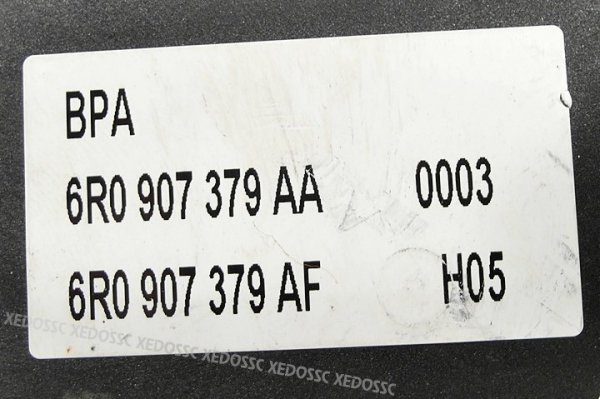 BPA
6R0 907 379 AA 0003
6R0 907 379 AF H05
XEDOSSC XEDOSSC XEDOSSC XEDOSSC XEDOSSC XEDOSSC